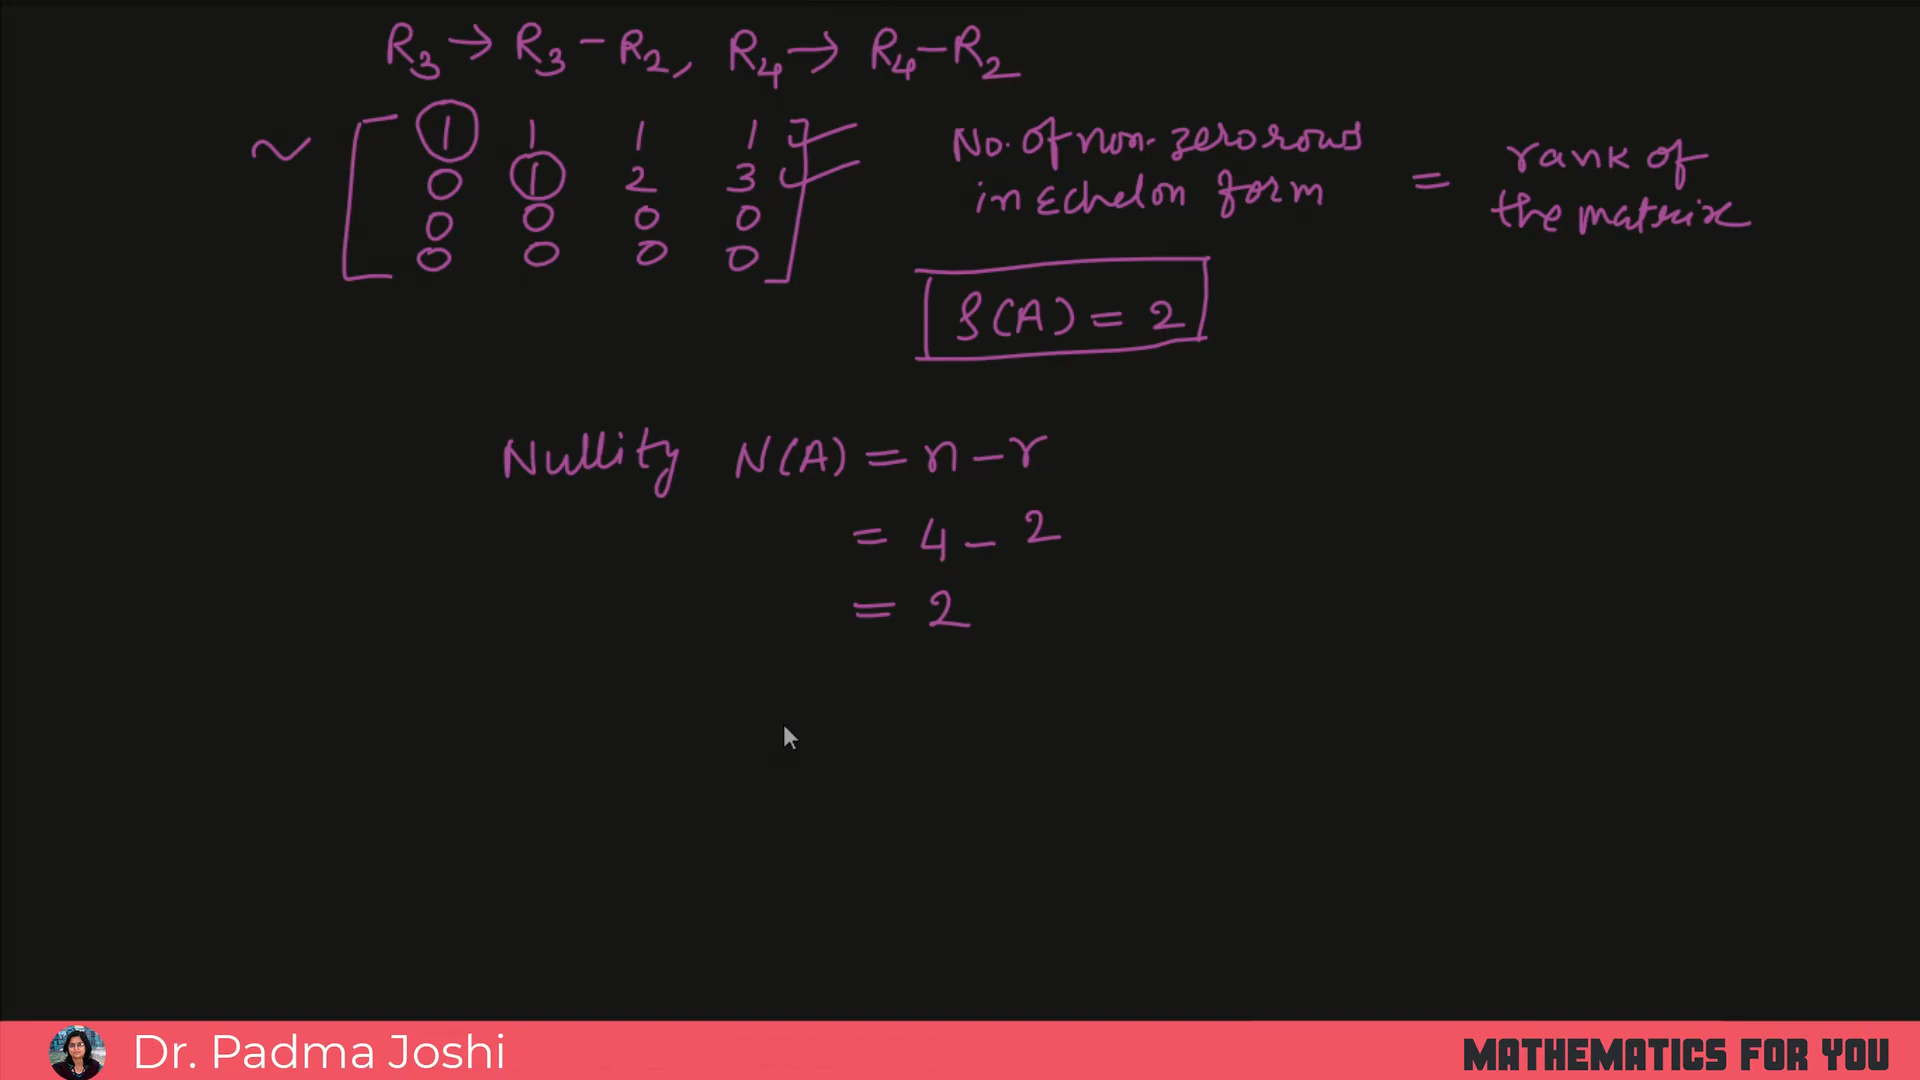 R₃ → R₃ – R₂, R₄ → R₄ – R₂
~ [ 1 1 1 1 ]
0 1 2 3
0 0 0 0
0 0 0 0
No. of non-zero rows
in Echelon form
=
rank of
the matrix
ρ(A) = 2
Nullity N(A) = n – r
= 4 – 2
= 2
Dr. Padma Joshi
MATHEMATICS FOR YOU